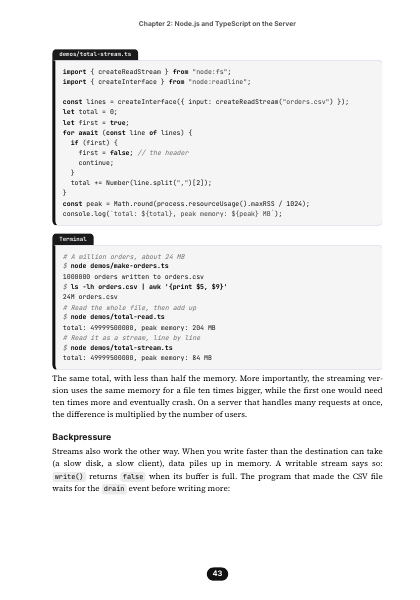 Chapter 2: Node.js and TypeScript on the Server
demos/total-stream.ts
import { createReadStream } from "node:fs";
import { createInterface } from "node:readline";
const lines = createInterface({ input: createReadStream("orders.csv") });
let total = 0;
let first = true;
for await (const line of lines) {
  if (first) {
    first = false; // the header
    continue;
  }
  total += Number(line.split(",")[2]);
}
const peak = Math.round(process.resourceUsage().maxRSS / 1024);
console.log(`total: ${total}, peak memory: ${peak} MB`);
Terminal
# A million orders, about 24 MB
$ node demos/make-orders.ts
1000000 orders written to orders.csv
$ ls -lh orders.csv | awk '{print $5, $9}'
24M orders.csv
# Read the whole file, then add up
$ node demos/total-read.ts
total: 49999500000, peak memory: 204 MB
# Read it as a stream, line by line
$ node demos/total-stream.ts
total: 49999500000, peak memory: 84 MB
The same total, with less than half the memory. More importantly, the streaming ver-
sion uses the same memory for a file ten times bigger, while the first one would need
ten times more and eventually crash. On a server that handles many requests at once,
the difference is multiplied by the number of users.
Backpressure
Streams also work the other way. When you write faster than the destination can take
(a slow disk, a slow client), data piles up in memory. A writable stream says so:
write() returns false when its buffer is full. The program that made the CSV file
waits for the drain event before writing more:
43